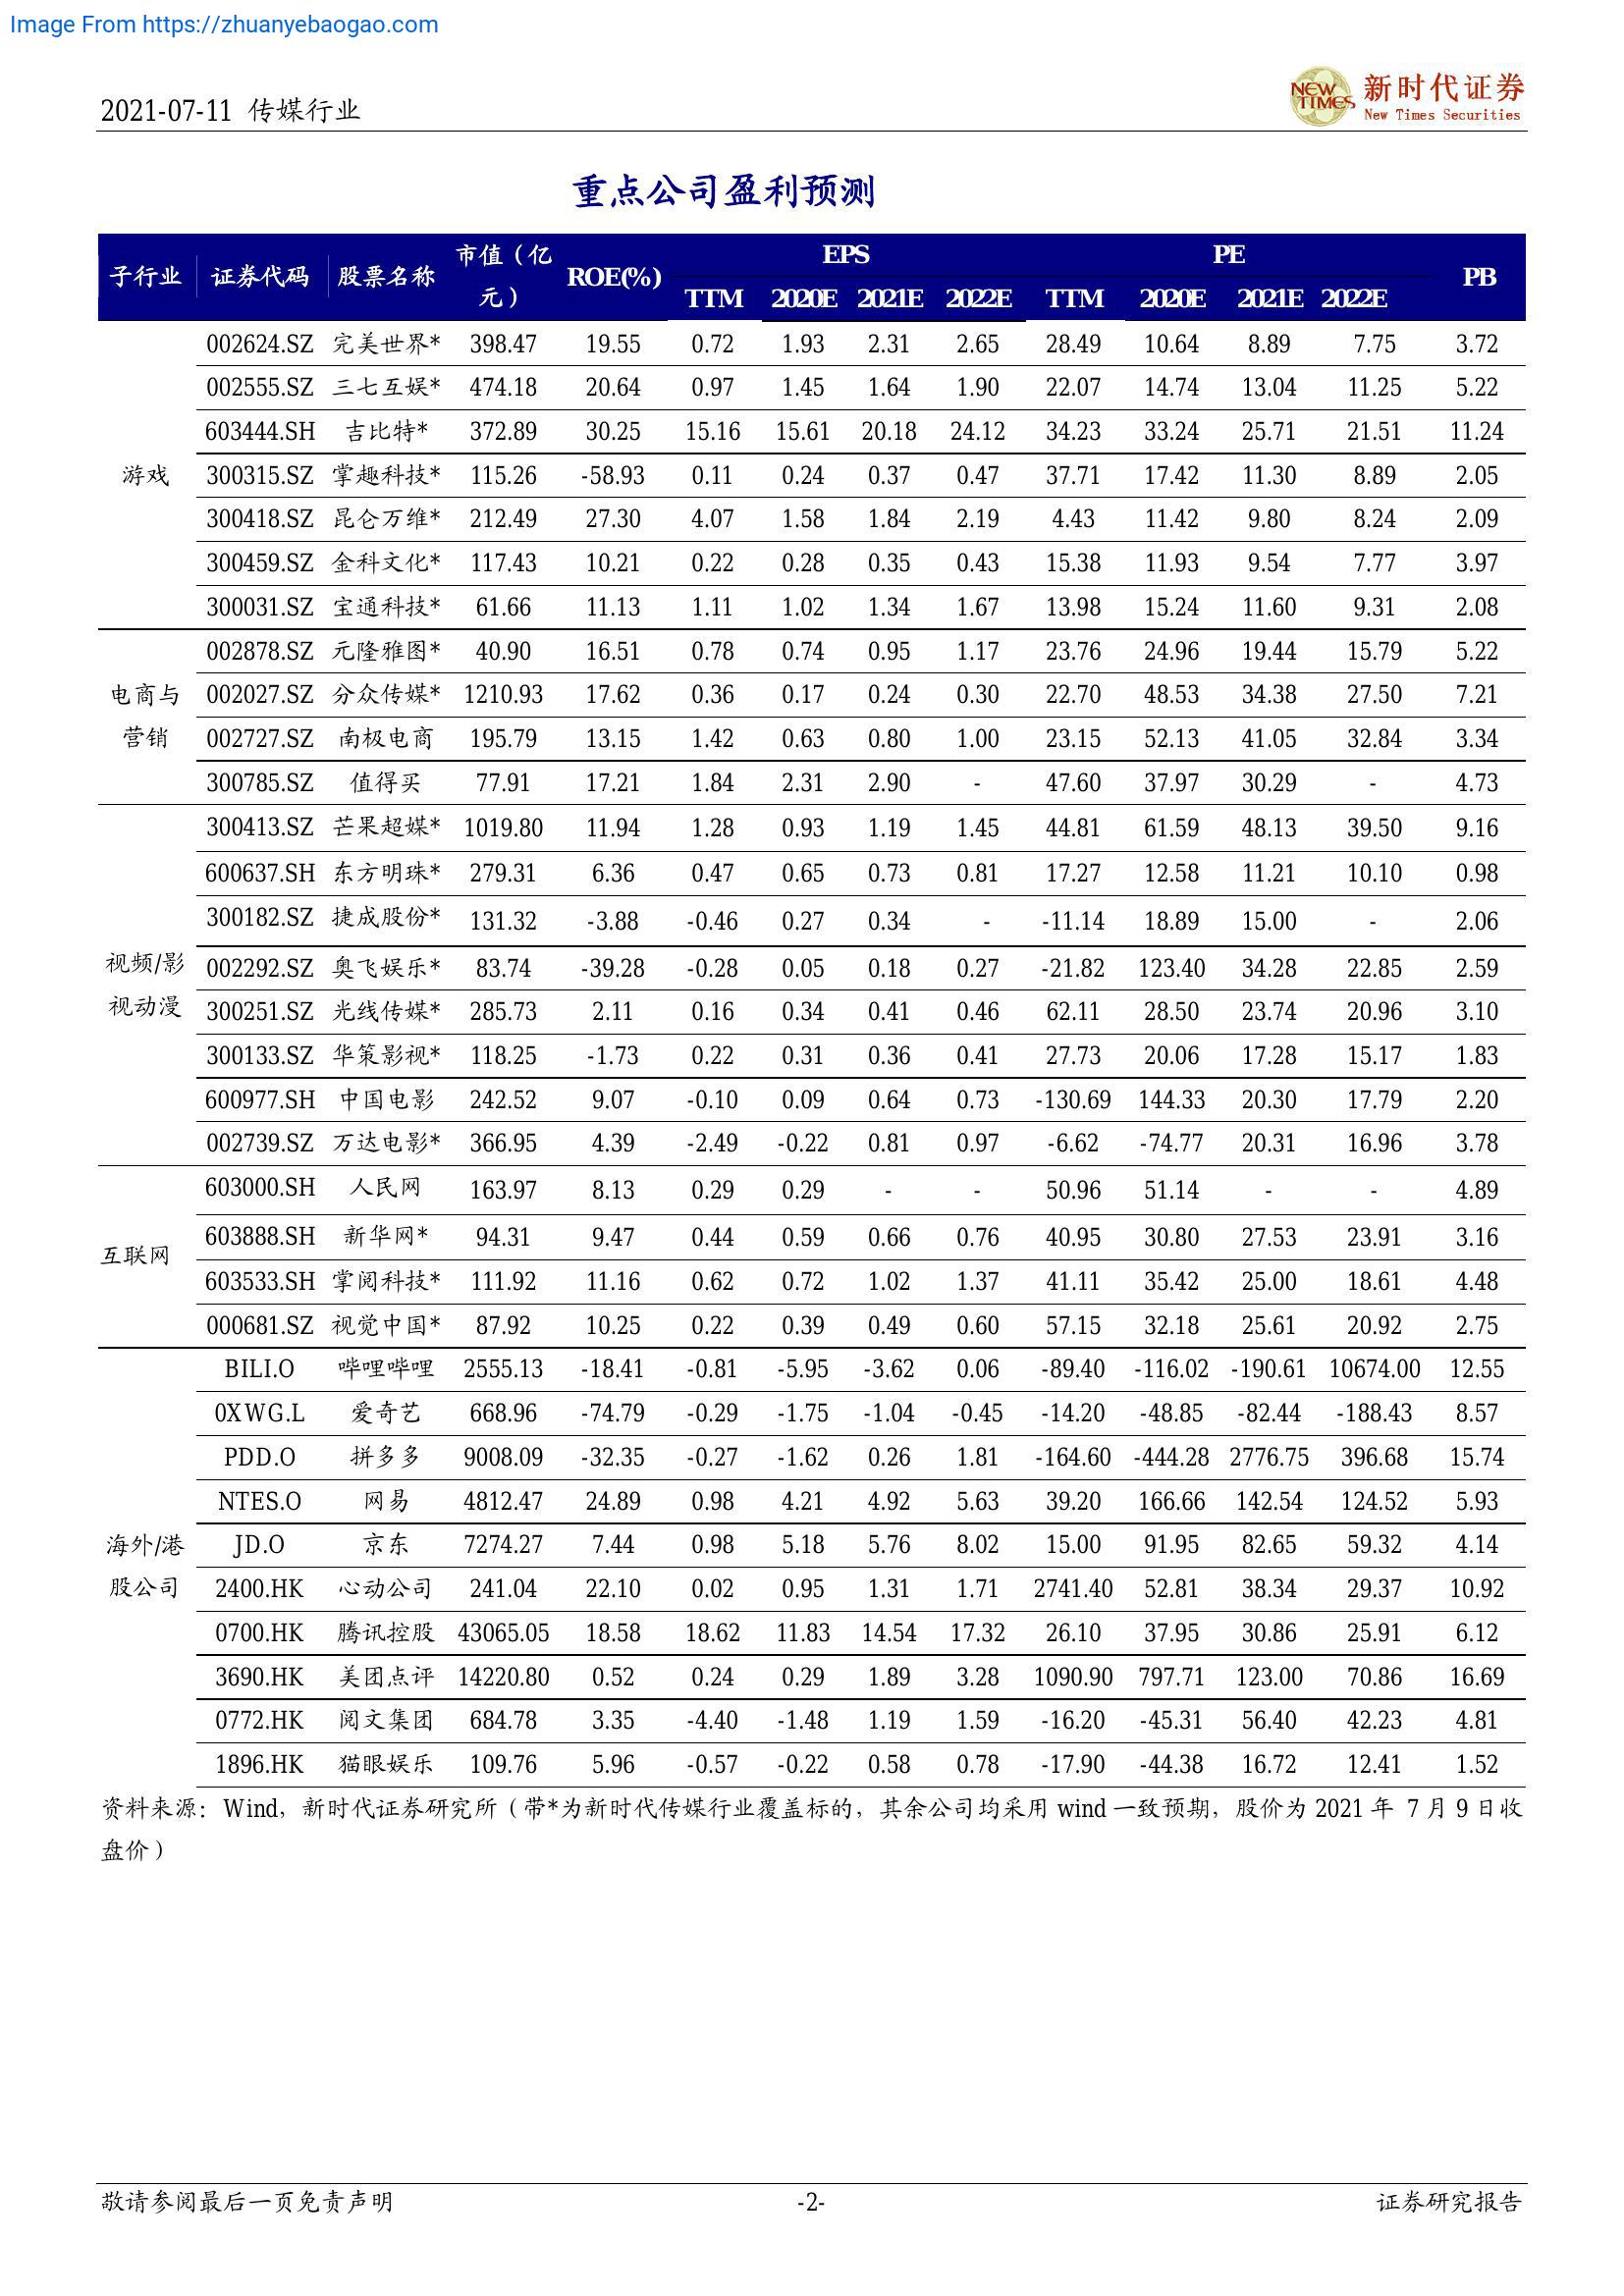 Image From https://zhuanyebaogao.com
2021-07-11 传媒行业
NEW TIMES 新时代证券
New Times Securities
重点公司盈利预测
子行业 证券代码 股票名称 市值（亿元） ROE(%) EPS PE PB
TTM 2020E 2021E 2022E TTM 2020E 2021E 2022E
游戏
002624.SZ 完美世界* 398.47 19.55 0.72 1.93 2.31 2.65 28.49 10.64 8.89 7.75 3.72
002555.SZ 三七互娱* 474.18 20.64 0.97 1.45 1.64 1.90 22.07 14.74 13.04 11.25 5.22
603444.SH 吉比特* 372.89 30.25 15.16 15.61 20.18 24.12 34.23 33.24 25.71 21.51 11.24
300315.SZ 掌趣科技* 115.26 -58.93 0.11 0.24 0.37 0.47 37.71 17.42 11.30 8.89 2.05
300418.SZ 昆仑万维* 212.49 27.30 4.07 1.58 1.84 2.19 4.43 11.42 9.80 8.24 2.09
300459.SZ 金科文化* 117.43 10.21 0.22 0.28 0.35 0.43 15.38 11.93 9.54 7.77 3.97
300031.SZ 宝通科技* 61.66 11.13 1.11 1.02 1.34 1.67 13.98 15.24 11.60 9.31 2.08
电商与营销
002878.SZ 元隆雅图* 40.90 16.51 0.78 0.74 0.95 1.17 23.76 24.96 19.44 15.79 5.22
002027.SZ 分众传媒* 1210.93 17.62 0.36 0.17 0.24 0.30 22.70 48.53 34.38 27.50 7.21
002727.SZ 南极电商 195.79 13.15 1.42 0.63 0.80 1.00 23.15 52.13 41.05 32.84 3.34
300785.SZ 值得买 77.91 17.21 1.84 2.31 2.90 - 47.60 37.97 30.29 - 4.73
视频/影视动漫
300413.SZ 芒果超媒* 1019.80 11.94 1.28 0.93 1.19 1.45 44.81 61.59 48.13 39.50 9.16
600637.SH 东方明珠* 279.31 6.36 0.47 0.65 0.73 0.81 17.27 12.58 11.21 10.10 0.98
300182.SZ 捷成股份* 131.32 -3.88 -0.46 0.27 0.34 - -11.14 18.89 15.00 - 2.06
002292.SZ 奥飞娱乐* 83.74 -39.28 -0.28 0.05 0.18 0.27 -21.82 123.40 34.28 22.85 2.59
300251.SZ 光线传媒* 285.73 2.11 0.16 0.34 0.41 0.46 62.11 28.50 23.74 20.96 3.10
300133.SZ 华策影视* 118.25 -1.73 0.22 0.31 0.36 0.41 27.73 20.06 17.28 15.17 1.83
600977.SH 中国电影 242.52 9.07 -0.10 0.09 0.64 0.73 -130.69 144.33 20.30 17.79 2.20
002739.SZ 万达电影* 366.95 4.39 -2.49 -0.22 0.81 0.97 -6.62 -74.77 20.31 16.96 3.78
互联网
603000.SH 人民网 163.97 8.13 0.29 0.29 - - 50.96 51.14 - - 4.89
603888.SH 新华网* 94.31 9.47 0.44 0.59 0.66 0.76 40.95 30.80 27.53 23.91 3.16
603533.SH 掌阅科技* 111.92 11.16 0.62 0.72 1.02 1.37 41.11 35.42 25.00 18.61 4.48
000681.SZ 视觉中国* 87.92 10.25 0.22 0.39 0.49 0.60 57.15 32.18 25.61 20.92 2.75
海外/港股公司
BILI.O 哔哩哔哩 2555.13 -18.41 -0.81 -5.95 -3.62 0.06 -89.40 -116.02 -190.61 10674.00 12.55
0XWG.L 爱奇艺 668.96 -74.79 -0.29 -1.75 -1.04 -0.45 -14.20 -48.85 -82.44 -188.43 8.57
PDD.O 拼多多 9008.09 -32.35 -0.27 -1.62 0.26 1.81 -164.60 -444.28 2776.75 396.68 15.74
NTES.O 网易 4812.47 24.89 0.98 4.21 4.92 5.63 39.20 166.66 142.54 124.52 5.93
JD.O 京东 7274.27 7.44 0.98 5.18 5.76 8.02 15.00 91.95 82.65 59.32 4.14
2400.HK 心动公司 241.04 22.10 0.02 0.95 1.31 1.71 2741.40 52.81 38.34 29.37 10.92
0700.HK 腾讯控股 43065.05 18.58 18.62 11.83 14.54 17.32 26.10 37.95 30.86 25.91 6.12
3690.HK 美团点评 14220.80 0.52 0.24 0.29 1.89 3.28 1090.90 797.71 123.00 70.86 16.69
0772.HK 阅文集团 684.78 3.35 -4.40 -1.48 1.19 1.59 -16.20 -45.31 56.40 42.23 4.81
1896.HK 猫眼娱乐 109.76 5.96 -0.57 -0.22 0.58 0.78 -17.90 -44.38 16.72 12.41 1.52
资料来源：Wind，新时代证券研究所（带*为新时代传媒行业覆盖标的，其余公司均采用 wind 一致预期，股价为 2021 年 7 月 9 日收
盘价）
敬请参阅最后一页免责声明 -2- 证券研究报告